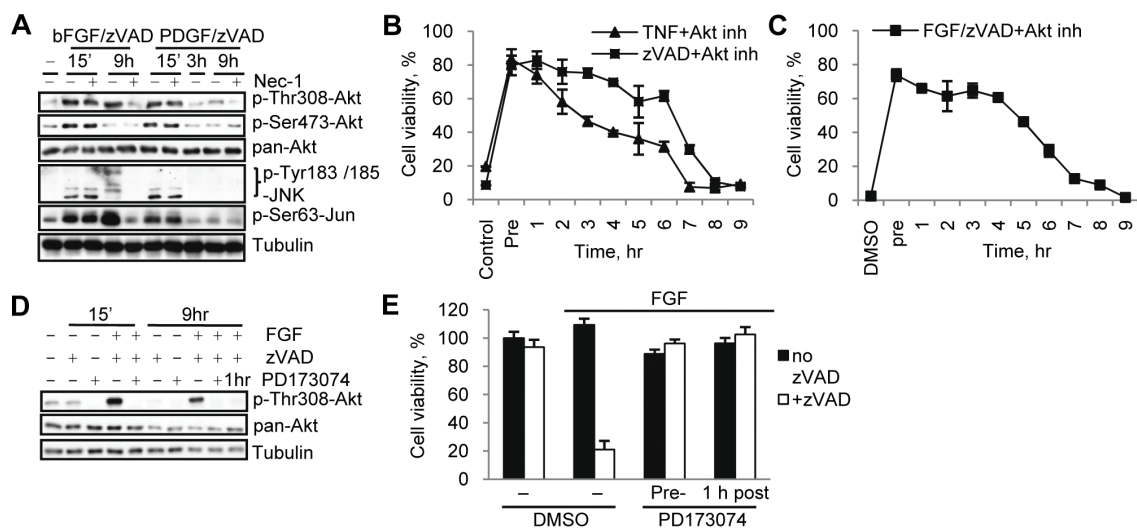 A
bFGF/zVAD PDGF/zVAD
– 15’ 9h – 15’ 3h 9h
– + – + – + – – + Nec-1
p-Thr308-Akt
p-Ser473-Akt
pan-Akt
p-Tyr183 /185
-JNK
p-Ser63-Jun
Tubulin
B
TNF+Akt inh
zVAD+Akt inh
Cell viability, %
100
80
60
40
20
0
Control Pre 1 2 3 4 5 6 7 8 9
Time, hr
C
FGF/zVAD+Akt inh
Cell viability, %
100
80
60
40
20
0
DMSO pre 1 2 3 4 5 6 7 8 9
Time, hr
D
15’ 9hr
– – – + + – – + + + FGF
– + – + + + – + + + zVAD
– – + – + – + – + 1hr PD173074
p-Thr308-Akt
pan-Akt
Tubulin
E
FGF
Cell viability, %
120
100
80
60
40
20
0
– – Pre- 1 h post
DMSO PD173074
no
zVAD
+zVAD